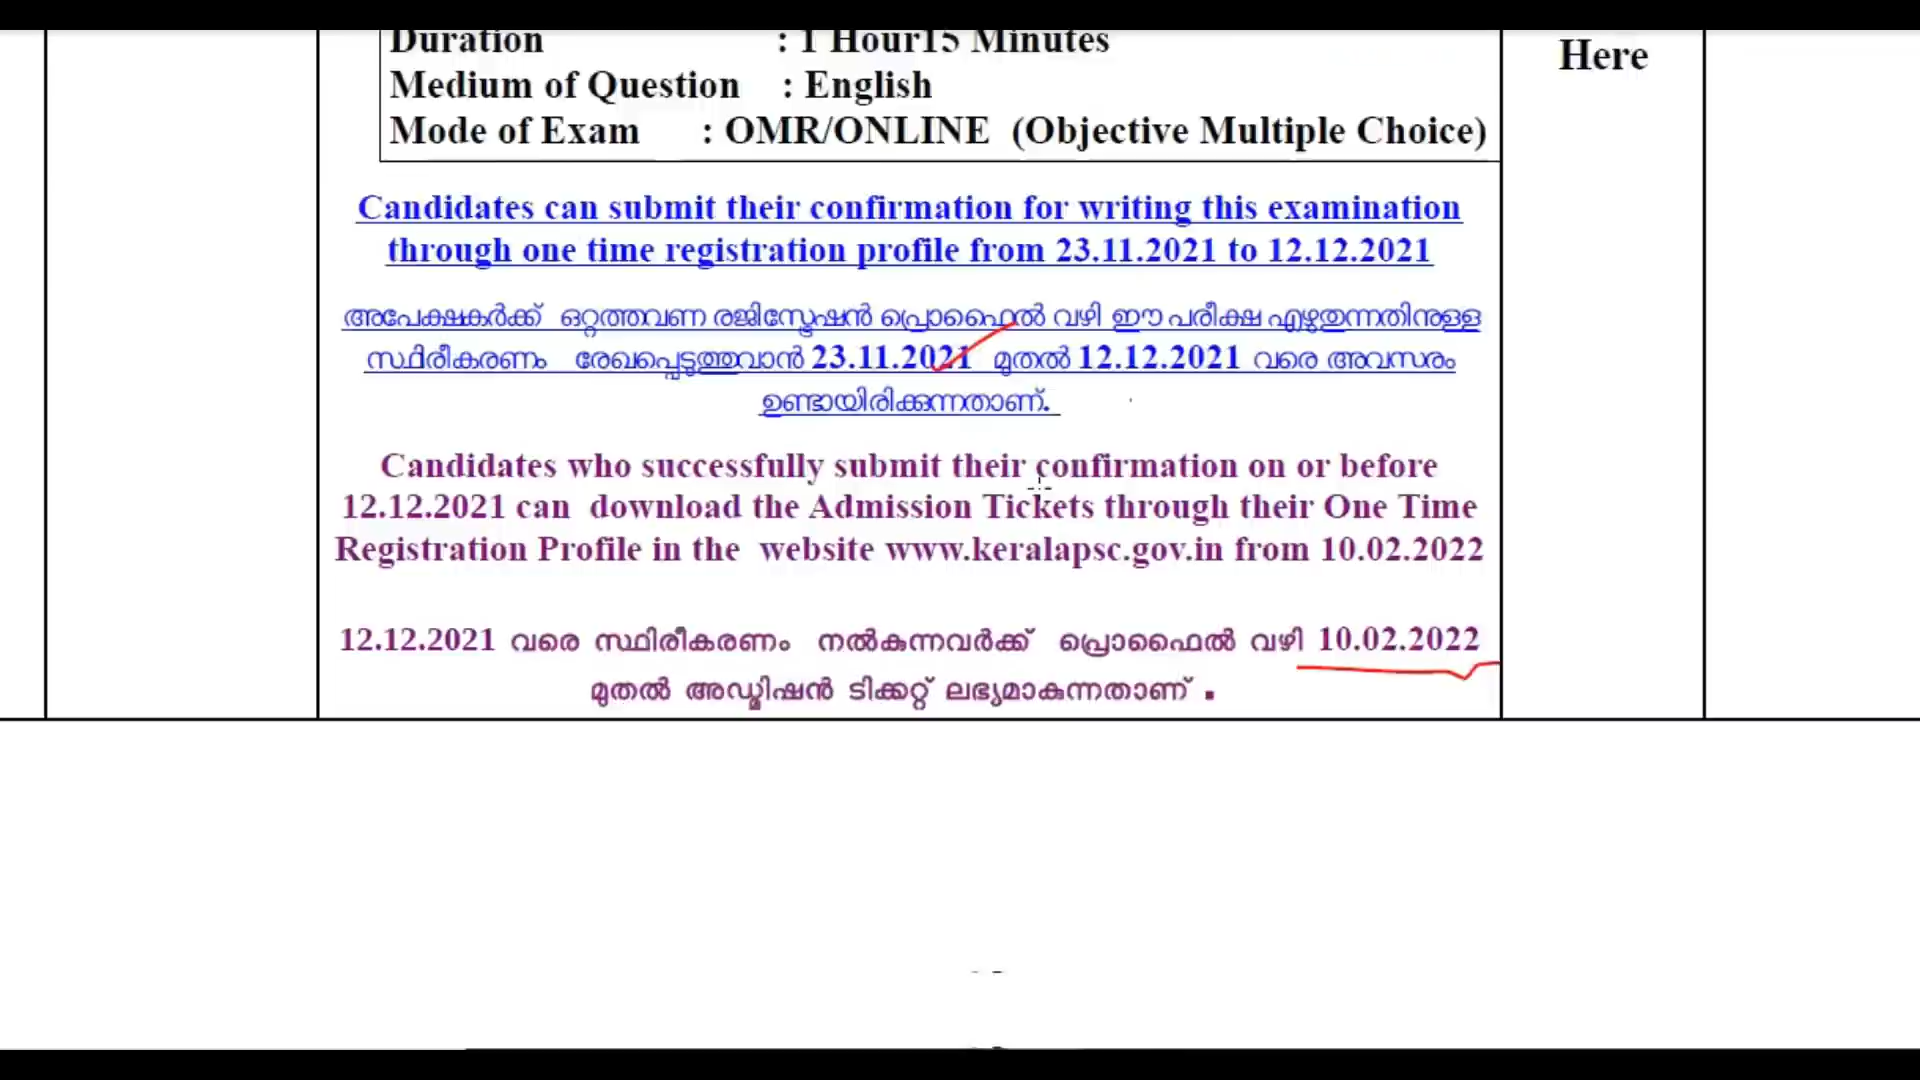 Duration : 1 Hour15 Minutes
Here
Medium of Question : English
Mode of Exam : OMR/ONLINE (Objective Multiple Choice)
Candidates can submit their confirmation for writing this examination
through one time registration profile from 23.11.2021 to 12.12.2021
അപേക്ഷകർക്ക് ഒറ്റത്തവണ രജിസ്ട്രേഷൻ പ്രൊഫൈൽ വഴി ഈ പരീക്ഷ എഴുതുന്നതിനുള്ള
സ്ഥിരീകരണം രേഖപ്പെടുത്തുവാൻ 23.11.2021 മുതൽ 12.12.2021 വരെ അവസരം
ഉണ്ടായിരിക്കുന്നതാണ്.
Candidates who successfully submit their confirmation on or before
12.12.2021 can download the Admission Tickets through their One Time
Registration Profile in the website www.keralapsc.gov.in from 10.02.2022
12.12.2021 വരെ സ്ഥിരീകരണം നൽകുന്നവർക്ക് പ്രൊഫൈൽ വഴി 10.02.2022
മുതൽ അഡ്മിഷൻ ടിക്കറ്റ് ലഭ്യമാകുന്നതാണ് .